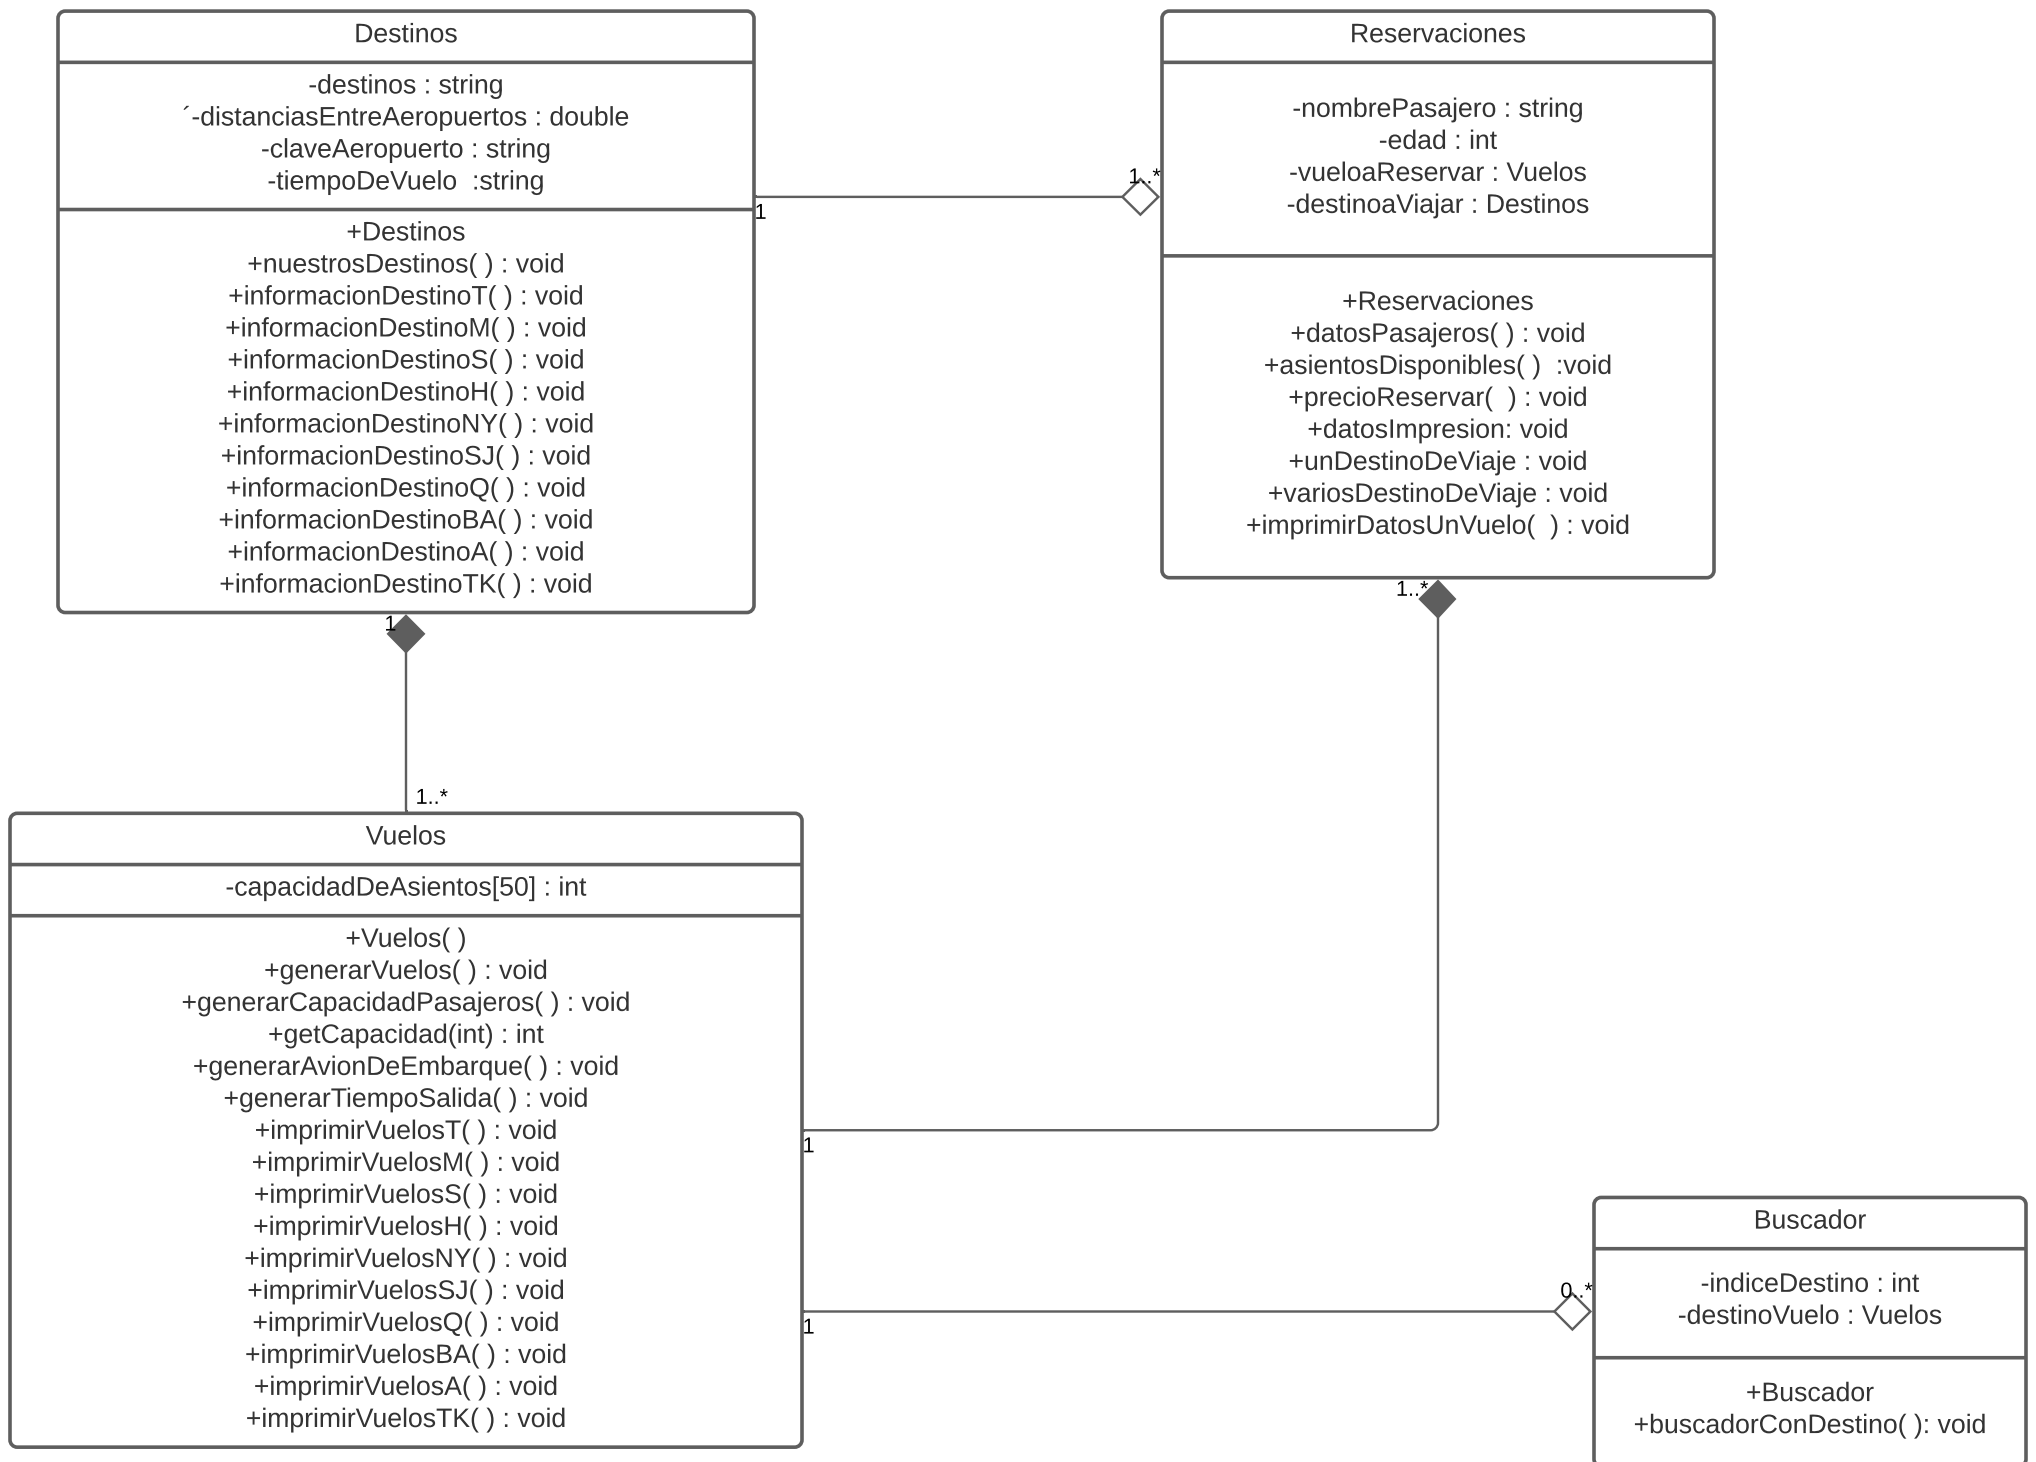 Destinos
-destinos : string
´-distanciasEntreAeropuertos : double
-claveAeropuerto : string
-tiempoDeVuelo  :string
+Destinos
+nuestrosDestinos( ) : void
+informacionDestinoT( ) : void
+informacionDestinoM( ) : void
+informacionDestinoS( ) : void
+informacionDestinoH( ) : void
+informacionDestinoNY( ) : void
+informacionDestinoSJ( ) : void
+informacionDestinoQ( ) : void
+informacionDestinoBA( ) : void
+informacionDestinoA( ) : void
+informacionDestinoTK( ) : void
1
1..*
Reservaciones
-nombrePasajero : string
-edad : int
-vueloaReservar : Vuelos
-destinoaViajar : Destinos
+Reservaciones
+datosPasajeros( ) : void
+asientosDisponibles( )  :void
+precioReservar(  ) : void
+datosImpresion: void
+unDestinoDeViaje : void
+variosDestinoDeViaje : void
+imprimirDatosUnVuelo(  ) : void
1
1..*
1..*
Vuelos
-capacidadDeAsientos[50] : int
+Vuelos( )
+generarVuelos( ) : void
+generarCapacidadPasajeros( ) : void
+getCapacidad(int) : int
+generarAvionDeEmbarque( ) : void
+generarTiempoSalida( ) : void
+imprimirVuelosT( ) : void
+imprimirVuelosM( ) : void
+imprimirVuelosS( ) : void
+imprimirVuelosH( ) : void
+imprimirVuelosNY( ) : void
+imprimirVuelosSJ( ) : void
+imprimirVuelosQ( ) : void
+imprimirVuelosBA( ) : void
+imprimirVuelosA( ) : void
+imprimirVuelosTK( ) : void
1
1
0..*
Buscador
-indiceDestino : int
-destinoVuelo : Vuelos
+Buscador
+buscadorConDestino( ): void